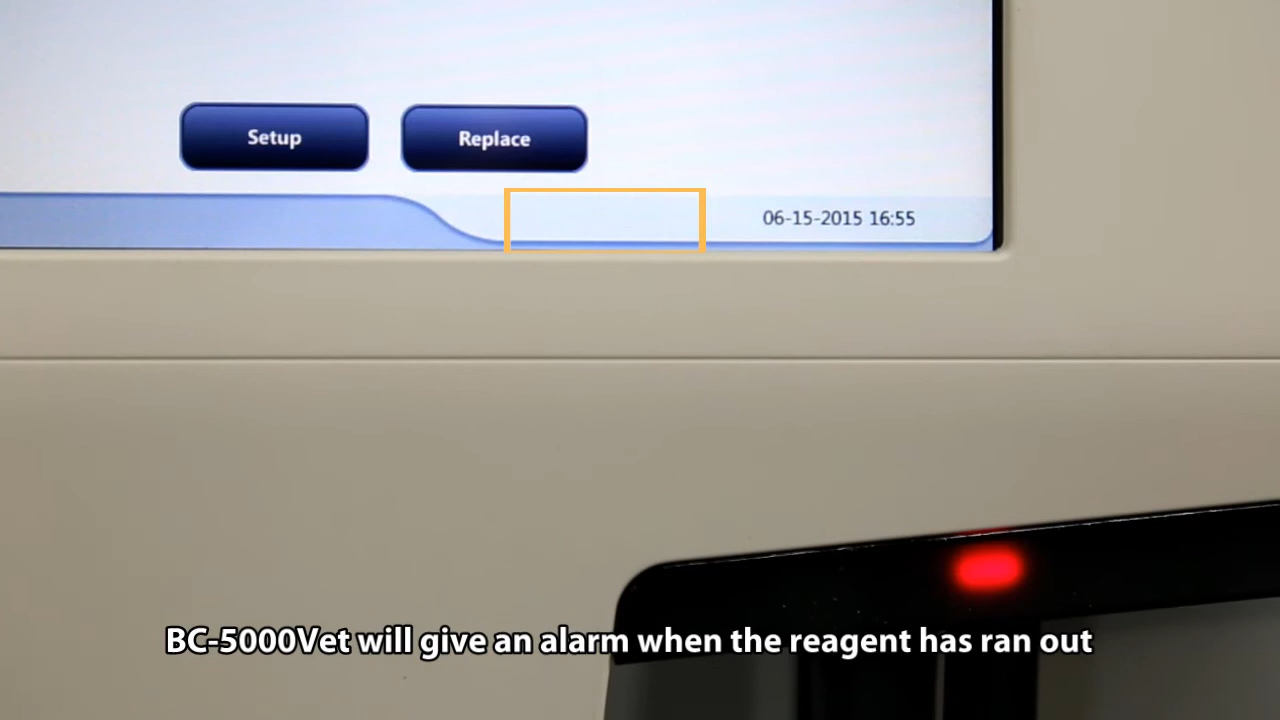 Setup
Replace
06-15-2015 16:55
BC-5000Vet will give an alarm when the reagent has ran out